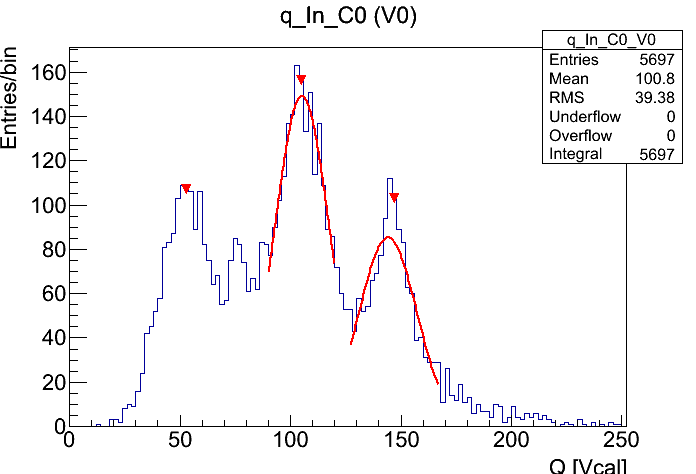 q_In_C0 (V0)
q_In_C0_V0
Entries 5697
Mean 100.8
RMS 39.38
Underflow 0
Overflow 0
Integral 5697
Entries/bin
160
140
120
100
80
60
40
20
0
0 50 100 150 200 250
Q [Vcal]